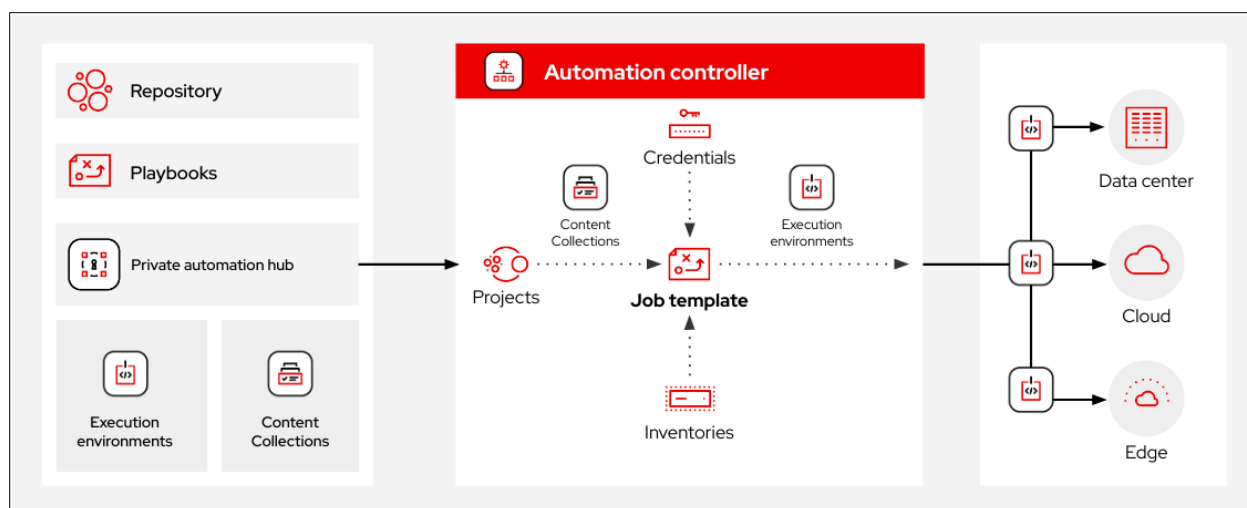 Repository
Playbooks
Private automation hub
Execution
environments
Content
Collections
Automation controller
Credentials
Content
Collections
Execution
environments
Projects
Job template
Inventories
Data center
Cloud
Edge